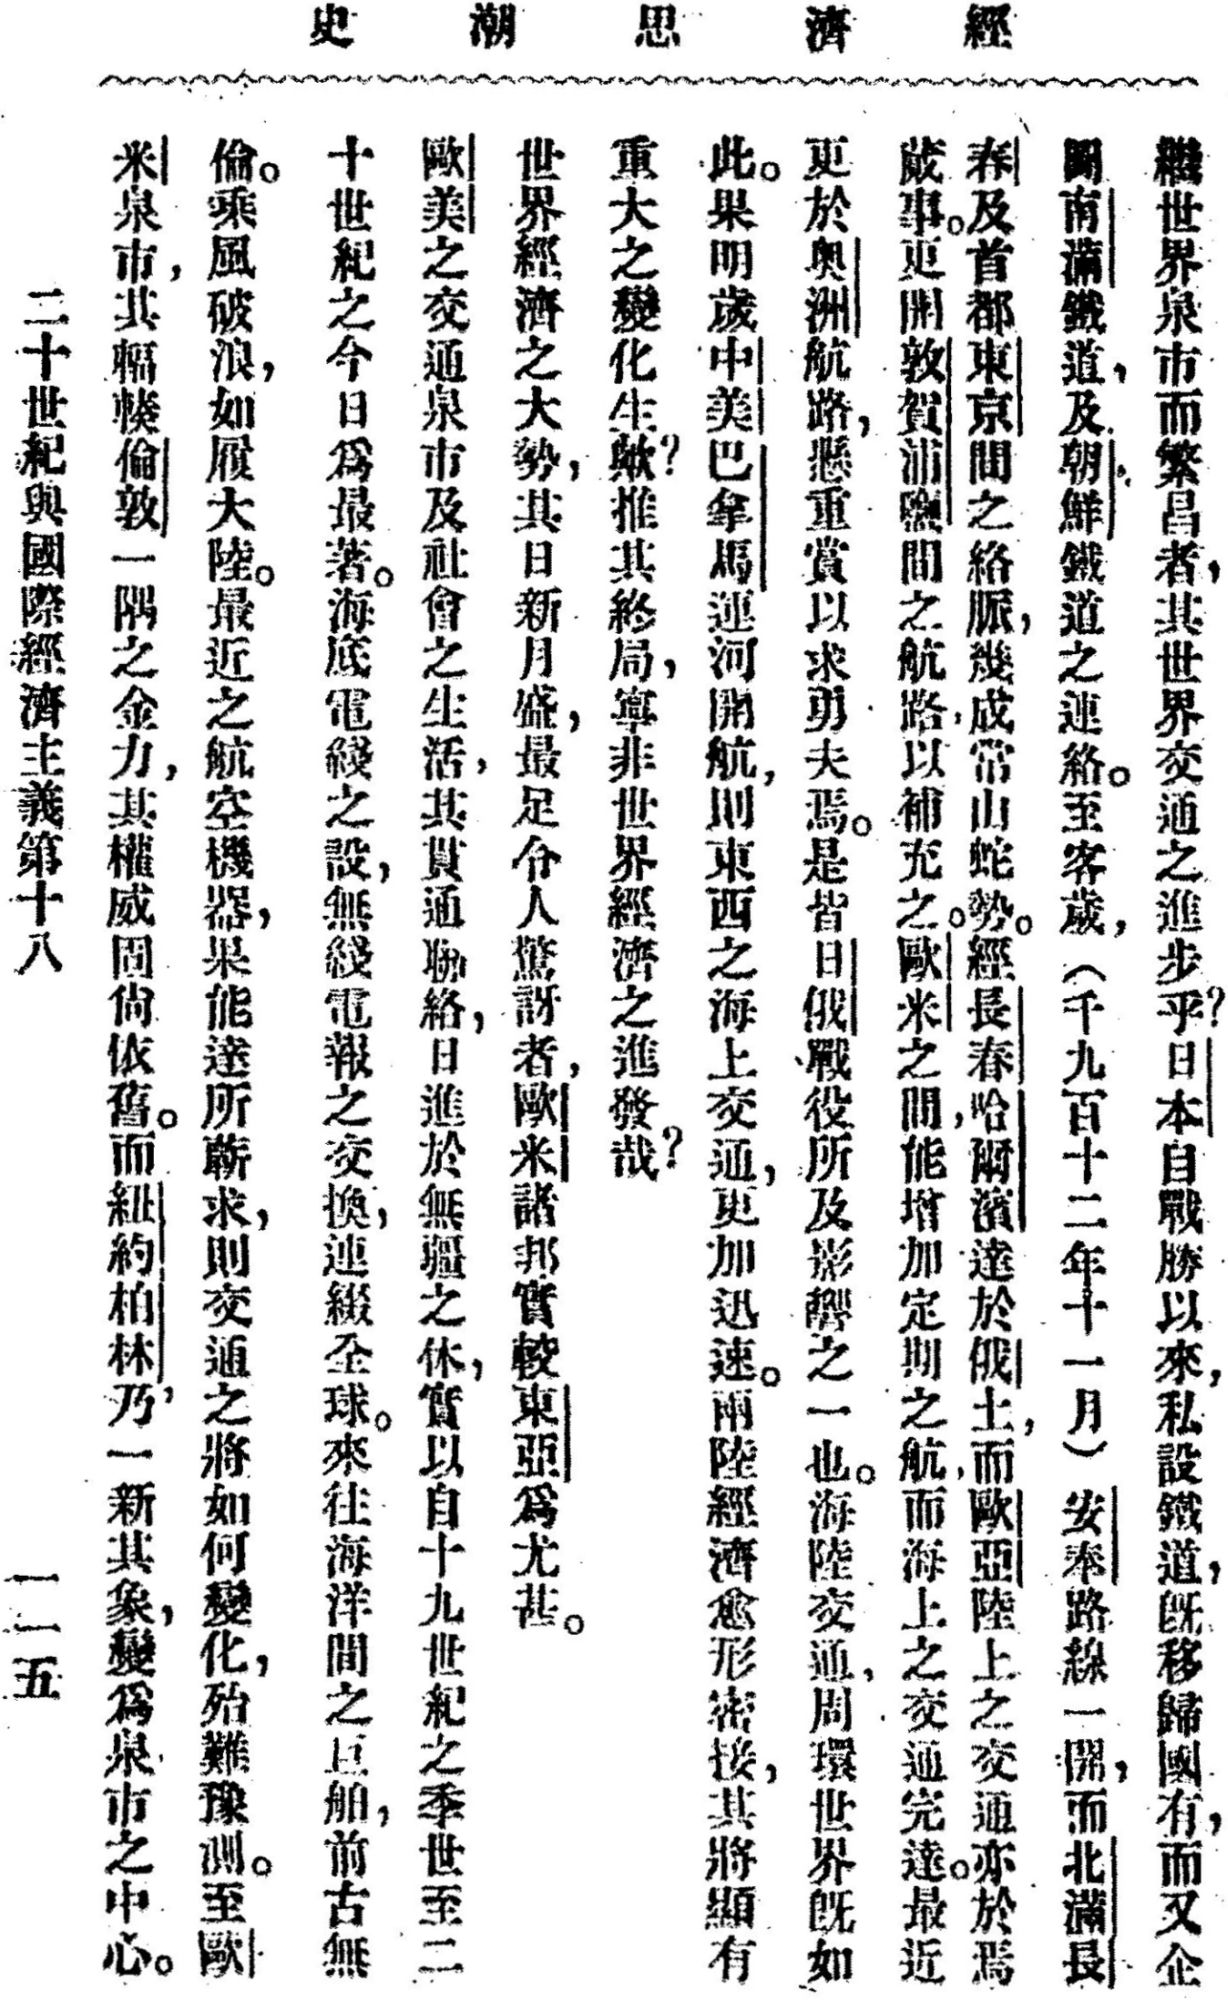 經濟思潮史
繼世界泉市而繁昌者，其世界交通之進步乎？日本自戰勝以來，私設鐵道，既移歸國有，而又企
圖南滿鐵道，及朝鮮鐵道之連絡。至客歲，（千九百十二年十一月）安奉路線一開，而北滿長
春及首都東京間之絡脈，幾成常山蛇勢。經長春哈爾濱達於俄土，而歐亞陸上之交通亦於焉
蕆事。更開敦賀浦鹽間之航路，以補充之。歐米之間，能增加定期之航，而海上之交通完達。最近
更於奧洲航路，懸重賞以求勇夫焉。是皆日俄戰役所及影響之一也。海陸交通，周環世界既如
此。果明歲中美巴拿馬運河開航，則東西之海上交通，更加迅速。兩陸經濟愈形密接，其將顯有
重大之變化生歟？推其終局，寧非世界經濟之進發哉？
世界經濟之大勢，其日新月盛，最足令人驚訝者，歐米諸邦實較東亞爲尤甚。
歐美之交通泉市及社會之生活，其貫通聯絡，日進於無疆之休，實以自十九世紀之季世至二
十世紀之今日爲最著。海底電綫之設，無綫電報之交換，連綴全球。來往海洋間之巨舶，前古無
倫。乘風破浪，如履大陸。最近之航空機器，果能達所蘄求，則交通之將如何變化，殆難豫測。至歐
米泉市，其輻輳倫敦一隅之金力，其權威固尙依舊。而紐約柏林，乃一新其象，變爲泉市之中心。
二十世紀與國際經濟主義第十八
一一五